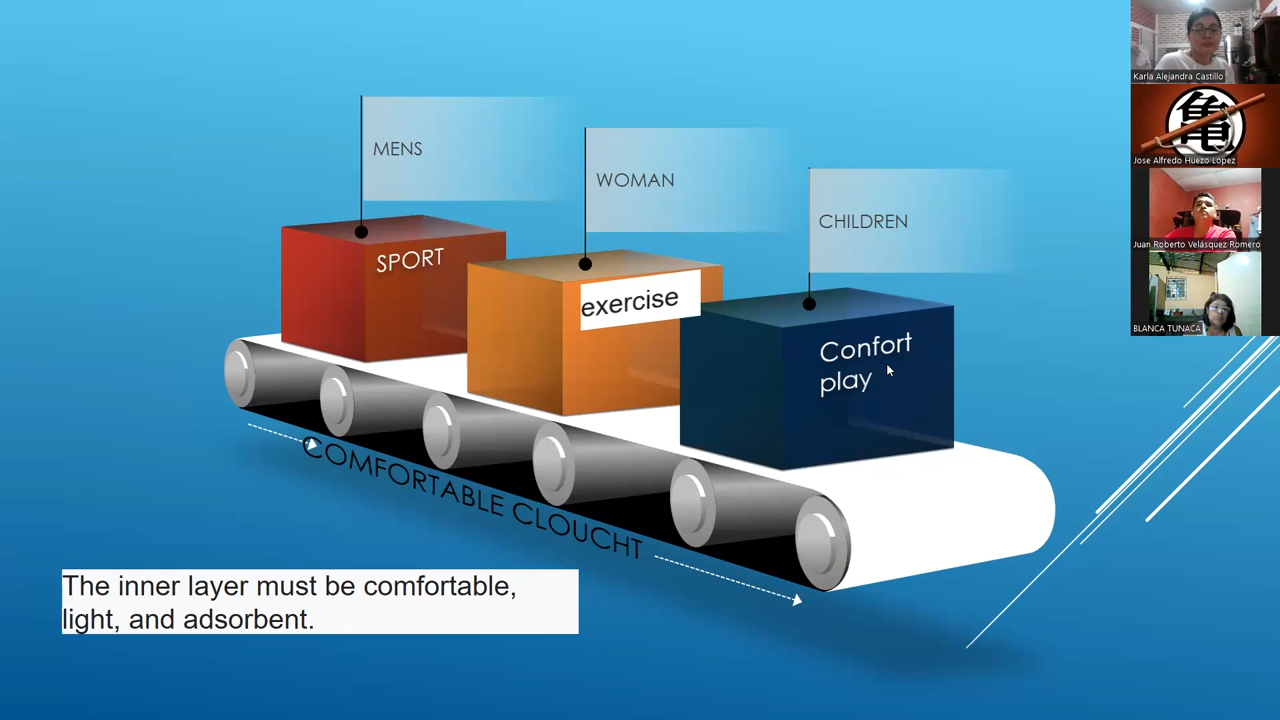 MENS
WOMAN
CHILDREN
SPORT
exercise
Confort
play
COMFORTABLE CLOUCHT
The inner layer must be comfortable,
light, and adsorbent.
Karla Alejandra Castillo
亀
Jose Alfredo Huezo Lopez
Juan Roberto Velásquez Romero
BLANCA TUNACA